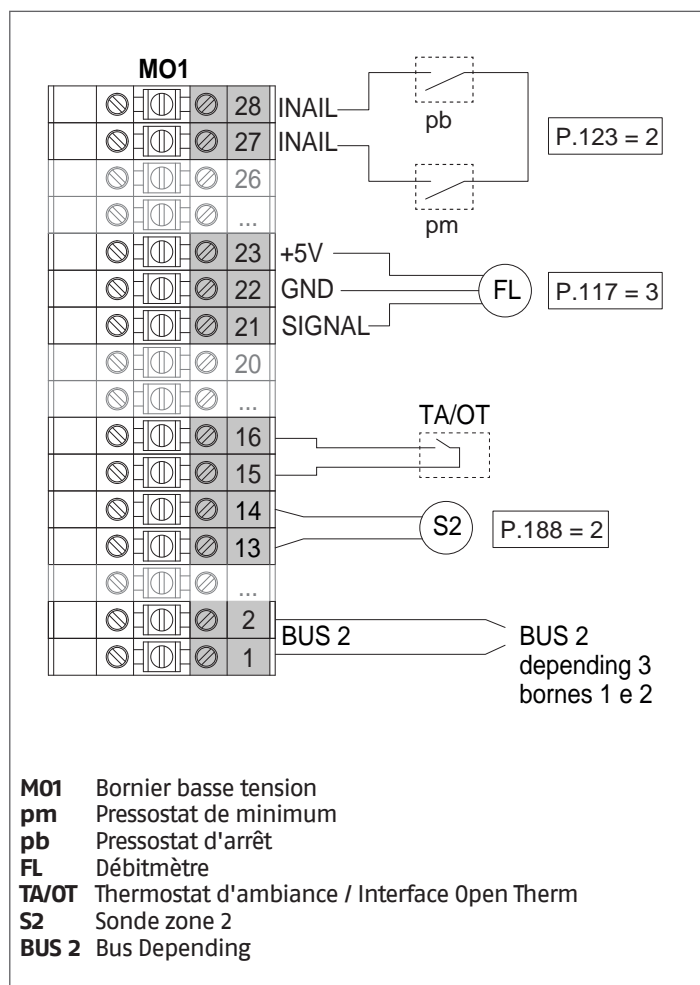 MO1
28 INAIL
27 INAIL
26
...
23 +5V
22 GND
21 SIGNAL
20
...
16
15
14
13
...
2
1
BUS 2
pb
pm
P.123 = 2
FL
P.117 = 3
TA/OT
S2
P.188 = 2
BUS 2
depending 3
bornes 1 e 2
MO1 Bornier basse tension
pm Pressostat de minimum
pb Pressostat d'arrêt
FL Débitmètre
TA/OT Thermostat d'ambiance / Interface Open Therm
S2 Sonde zone 2
BUS 2 Bus Depending